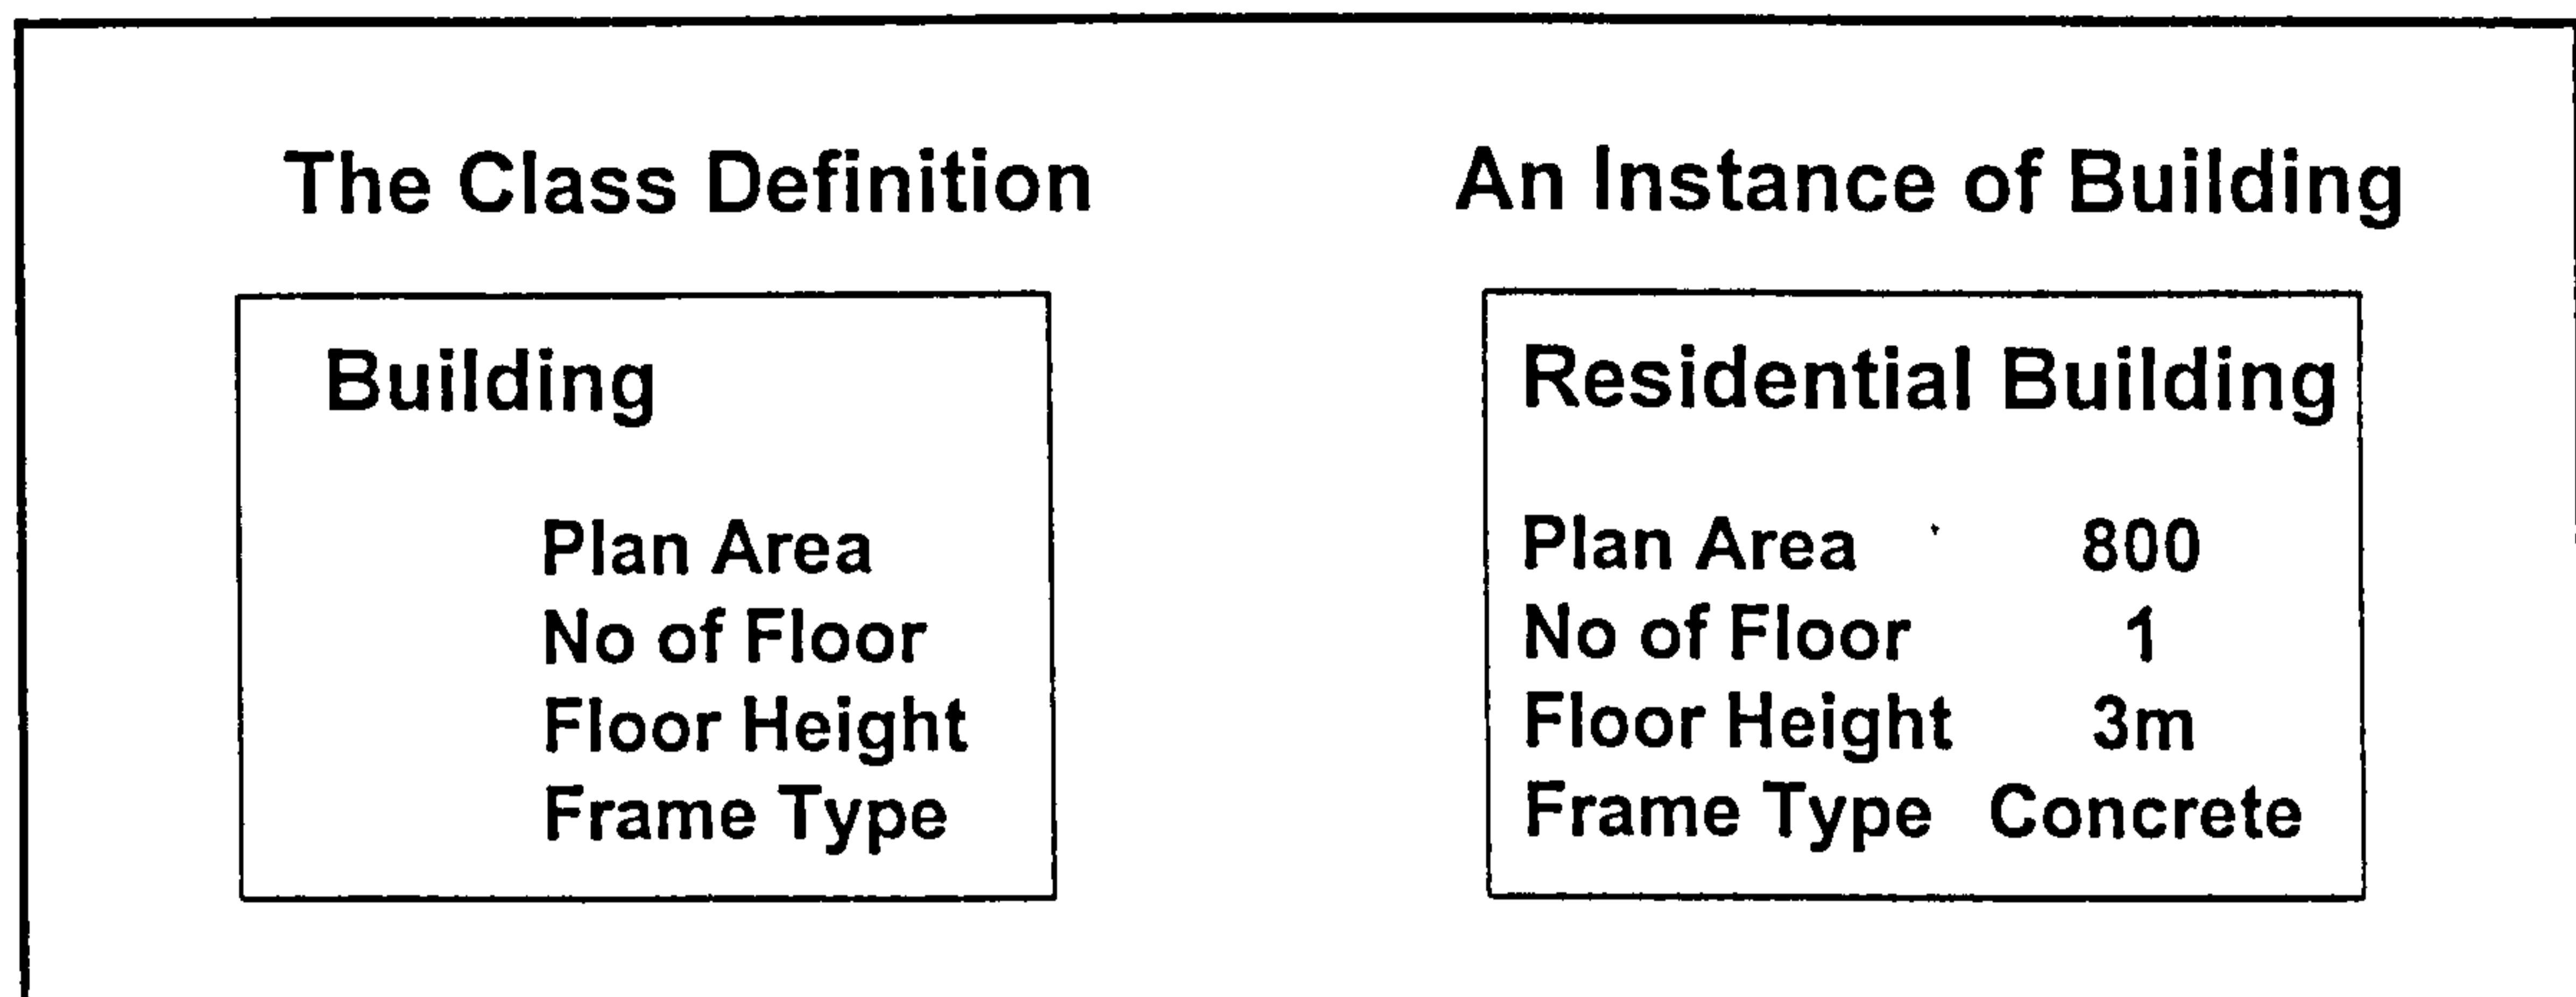 The Class Definition
Building
Plan Area
No of Floor
Floor Height
Frame Type
An Instance of Building
Residential Building
Plan Area 800
No of Floor 1
Floor Height 3m
Frame Type Concrete